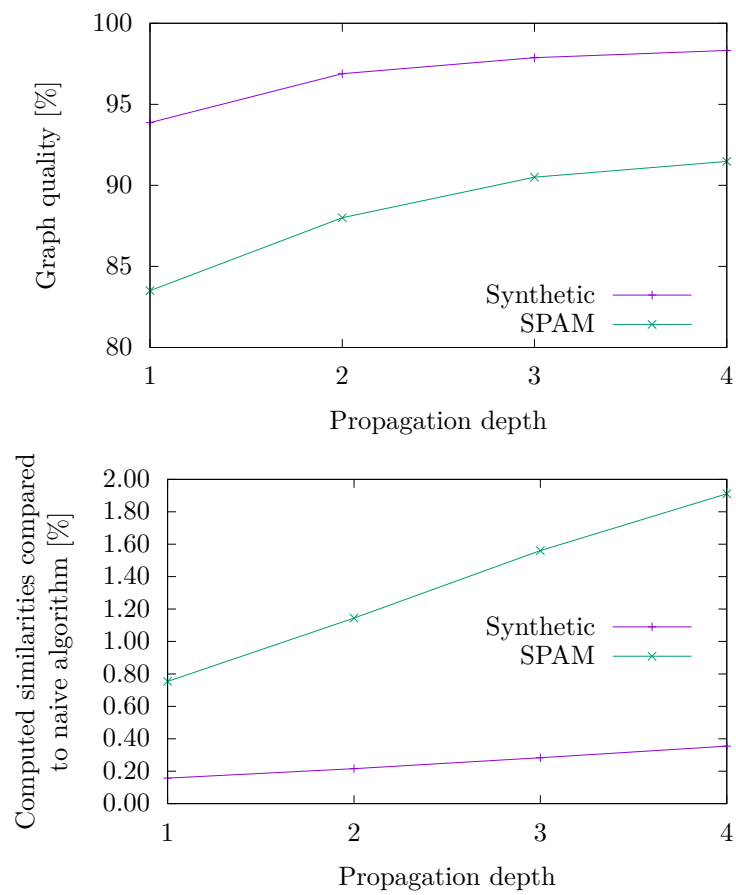 100
95
90
85
80
Graph quality [%]
Synthetic
SPAM
1 2 3 4
Propagation depth
2.00
1.80
1.60
1.40
1.20
1.00
0.80
0.60
0.40
0.20
0.00
Computed similarities compared
to naive algorithm [%]
Synthetic
SPAM
1 2 3 4
Propagation depth